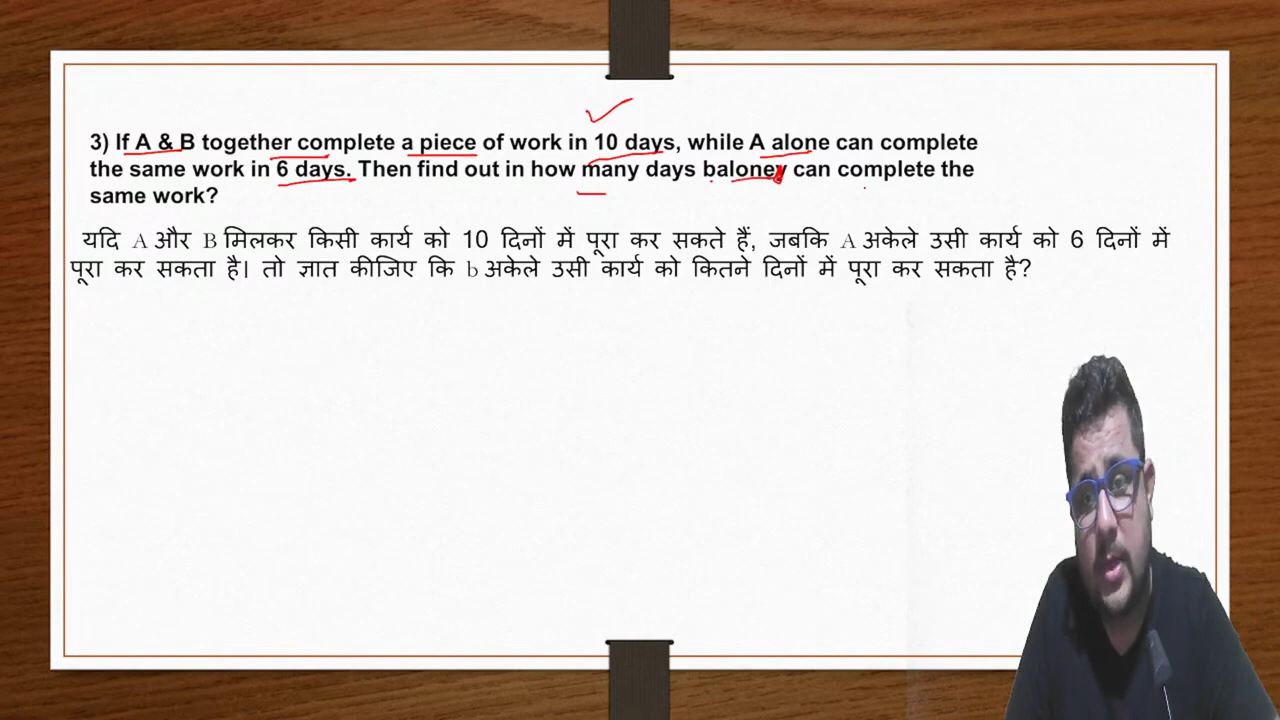 3) If A & B together complete a piece of work in 10 days, while A alone can complete
the same work in 6 days. Then find out in how many days baloney can complete the
same work?
यदि A और B मिलकर किसी कार्य को 10 दिनों में पूरा कर सकते हैं, जबकि A अकेले उसी कार्य को 6 दिनों में
पूरा कर सकता है। तो ज्ञात कीजिए कि b अकेले उसी कार्य को कितने दिनों में पूरा कर सकता है?